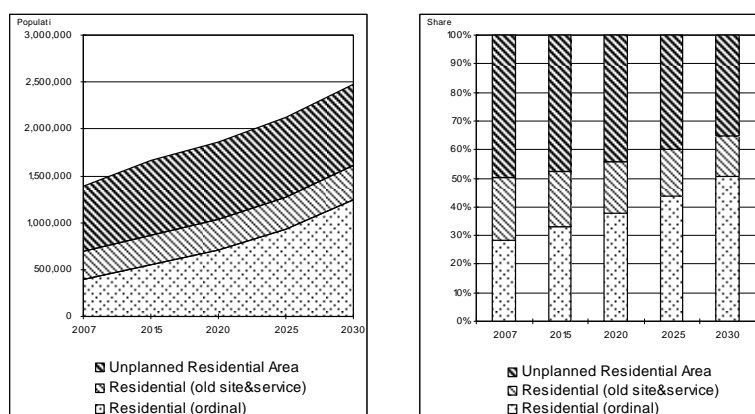 Populati
3,000,000
2,500,000
2,000,000
1,500,000
1,000,000
500,000
0
2007 2015 2020 2025 2030
Unplanned Residential Area
Residential (old site&service)
Residential (ordinal)
Share
100%
90%
80%
70%
60%
50%
40%
30%
20%
10%
0%
2007 2015 2020 2025 2030
Unplanned Residential Area
Residential (old site&service)
Residential (ordinal)